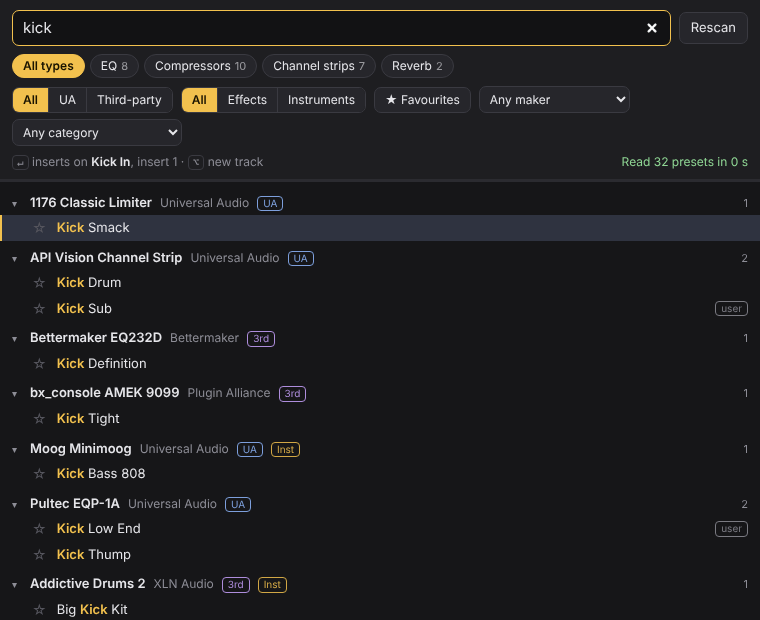 kick ✕ Rescan
All types EQ 8 Compressors 10 Channel strips 7 Reverb 2
All UA Third-party All Effects Instruments ★ Favourites Any maker
Any category
↵ inserts on Kick In, insert 1 · ⌥ new track Read 32 presets in 0 s
▾ 1176 Classic Limiter Universal Audio UA 1
☆ Kick Smack
▾ API Vision Channel Strip Universal Audio UA 2
☆ Kick Drum
☆ Kick Sub user
▾ Bettermaker EQ232D Bettermaker 3rd 1
☆ Kick Definition
▾ bx_console AMEK 9099 Plugin Alliance 3rd 1
☆ Kick Tight
▾ Moog Minimoog Universal Audio UA Inst 1
☆ Kick Bass 808
▾ Pultec EQP-1A Universal Audio UA 2
☆ Kick Low End user
☆ Kick Thump
▾ Addictive Drums 2 XLN Audio 3rd Inst 1
☆ Big Kick Kit